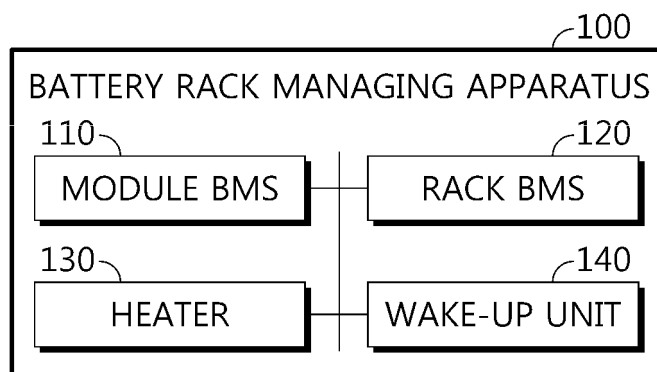 100
BATTERY RACK MANAGING APPARATUS
110
120
MODULE BMS
RACK BMS
130
140
HEATER
WAKE-UP UNIT